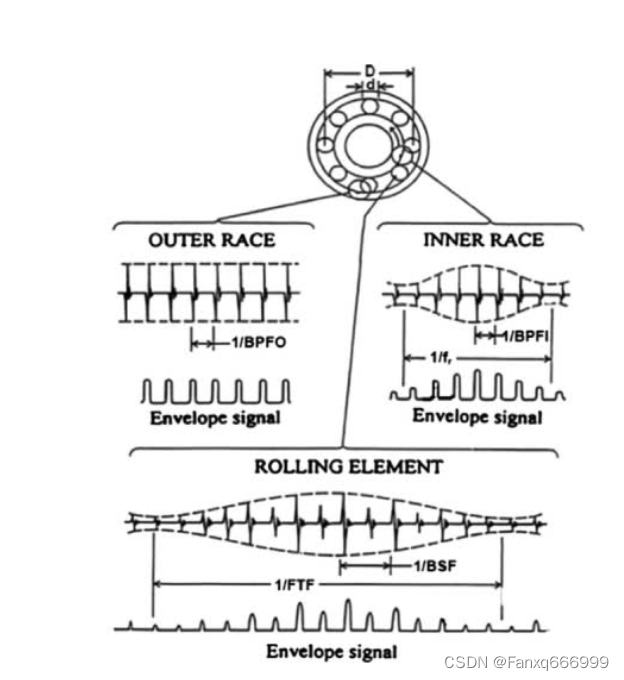 D
d
OUTER RACE
INNER RACE
1/BPFO
1/BPFI
1/fr
Envelope signal
Envelope signal
ROLLING ELEMENT
1/BSF
1/FTF
Envelope signal
CSDN @Fanxq666999